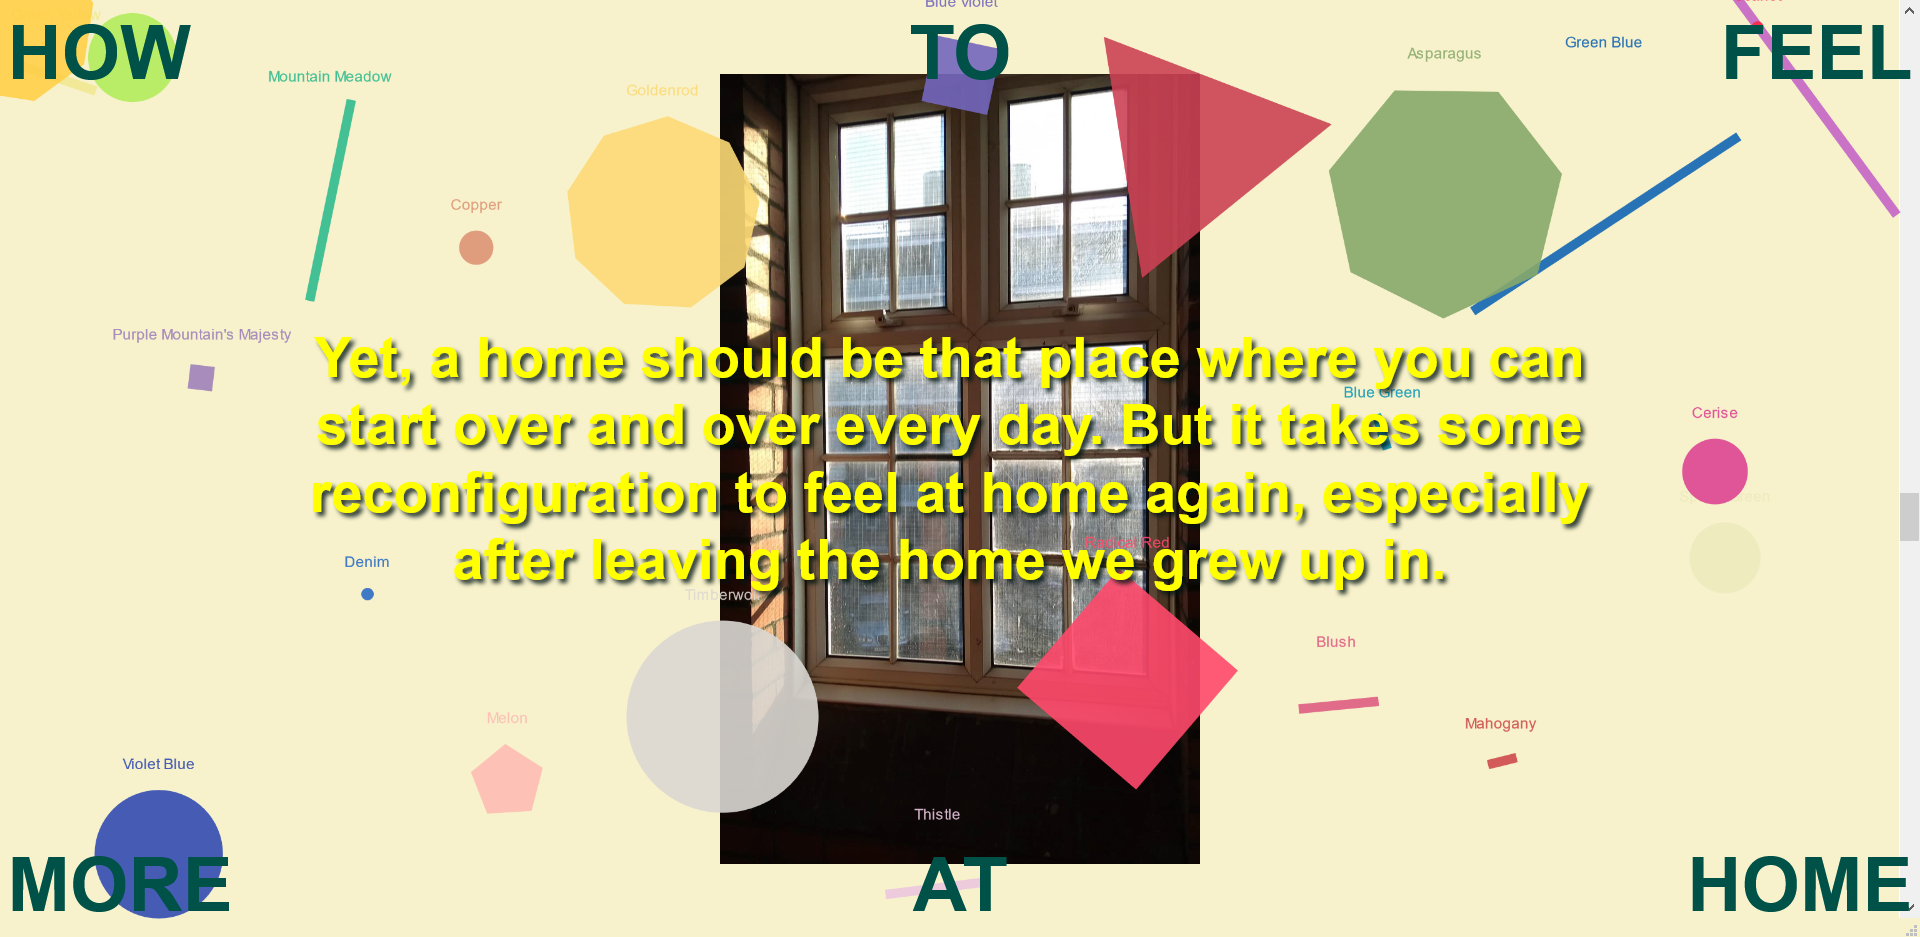 Blue Violet
HOW
TO
FEEL
Green Blue
Asparagus
Mountain Meadow
Goldenrod
Copper
Purple Mountain's Majesty
Yet, a home should be that place where you can
start over and over every day. But it takes some
reconfiguration to feel at home again, especially
after leaving the home we grew up in.
Blue Green
Cerise
Radical Red
Denim
Timberwolf
Blush
Melon
Mahogany
Violet Blue
Thistle
MORE
AT
HOME